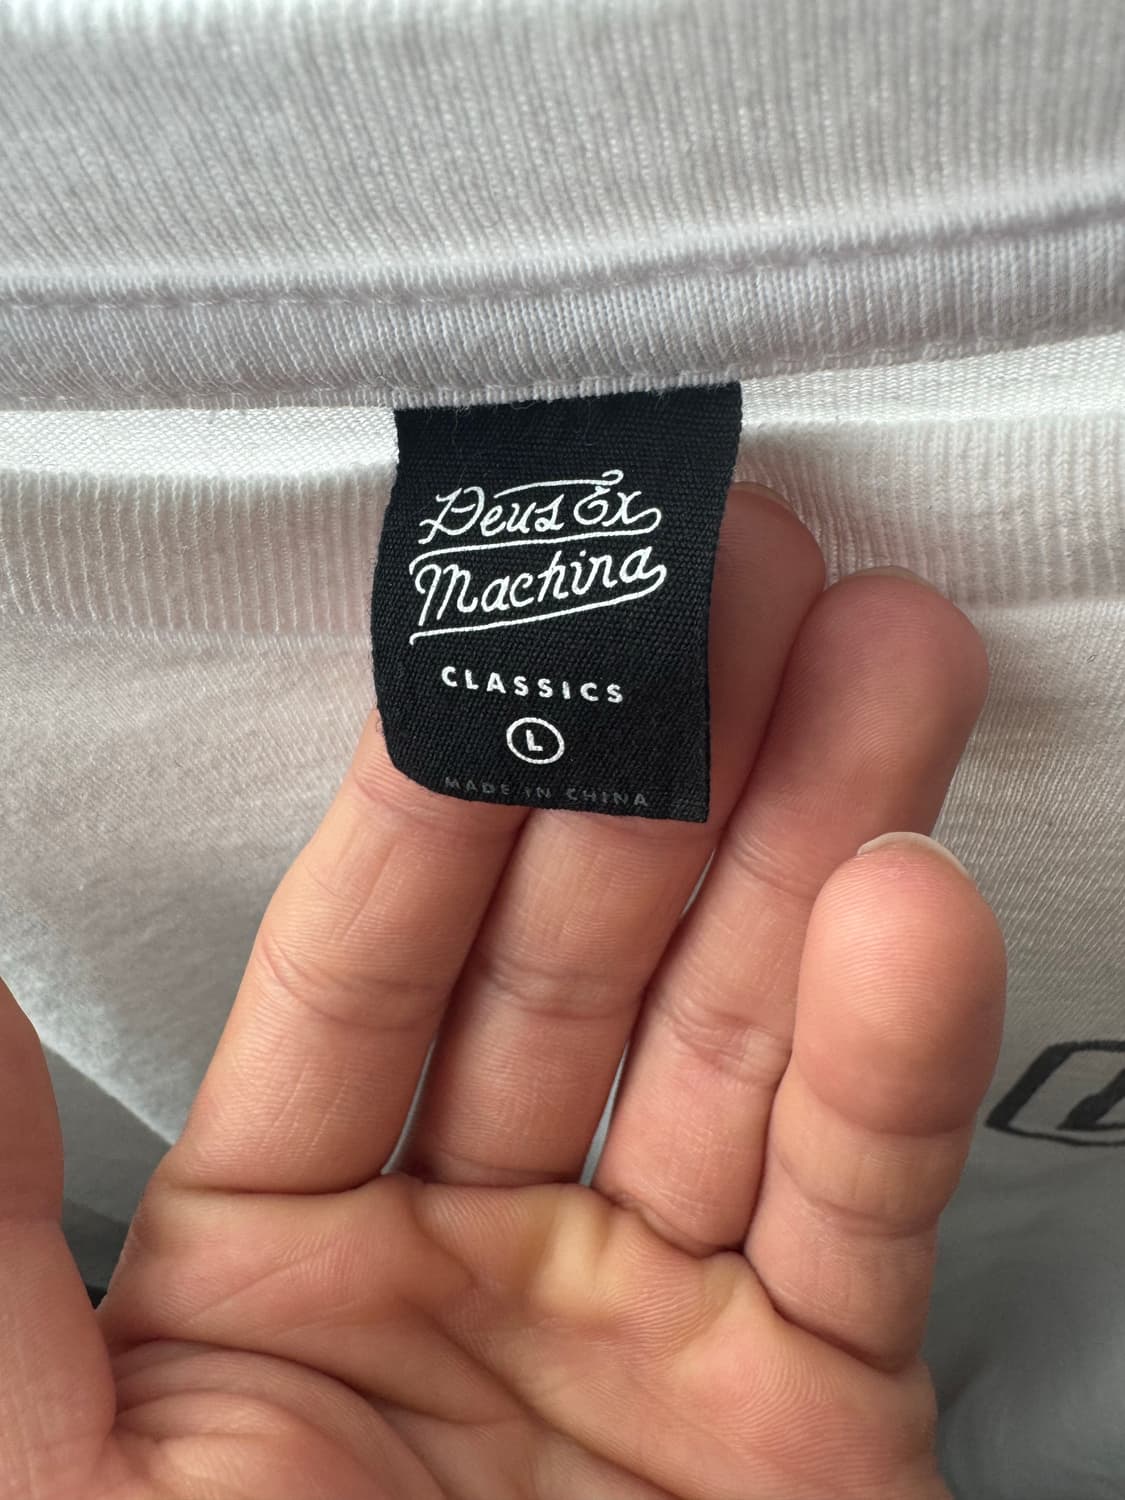 Deus Ex
Machina
CLASSICS
L
MADE IN CHINA